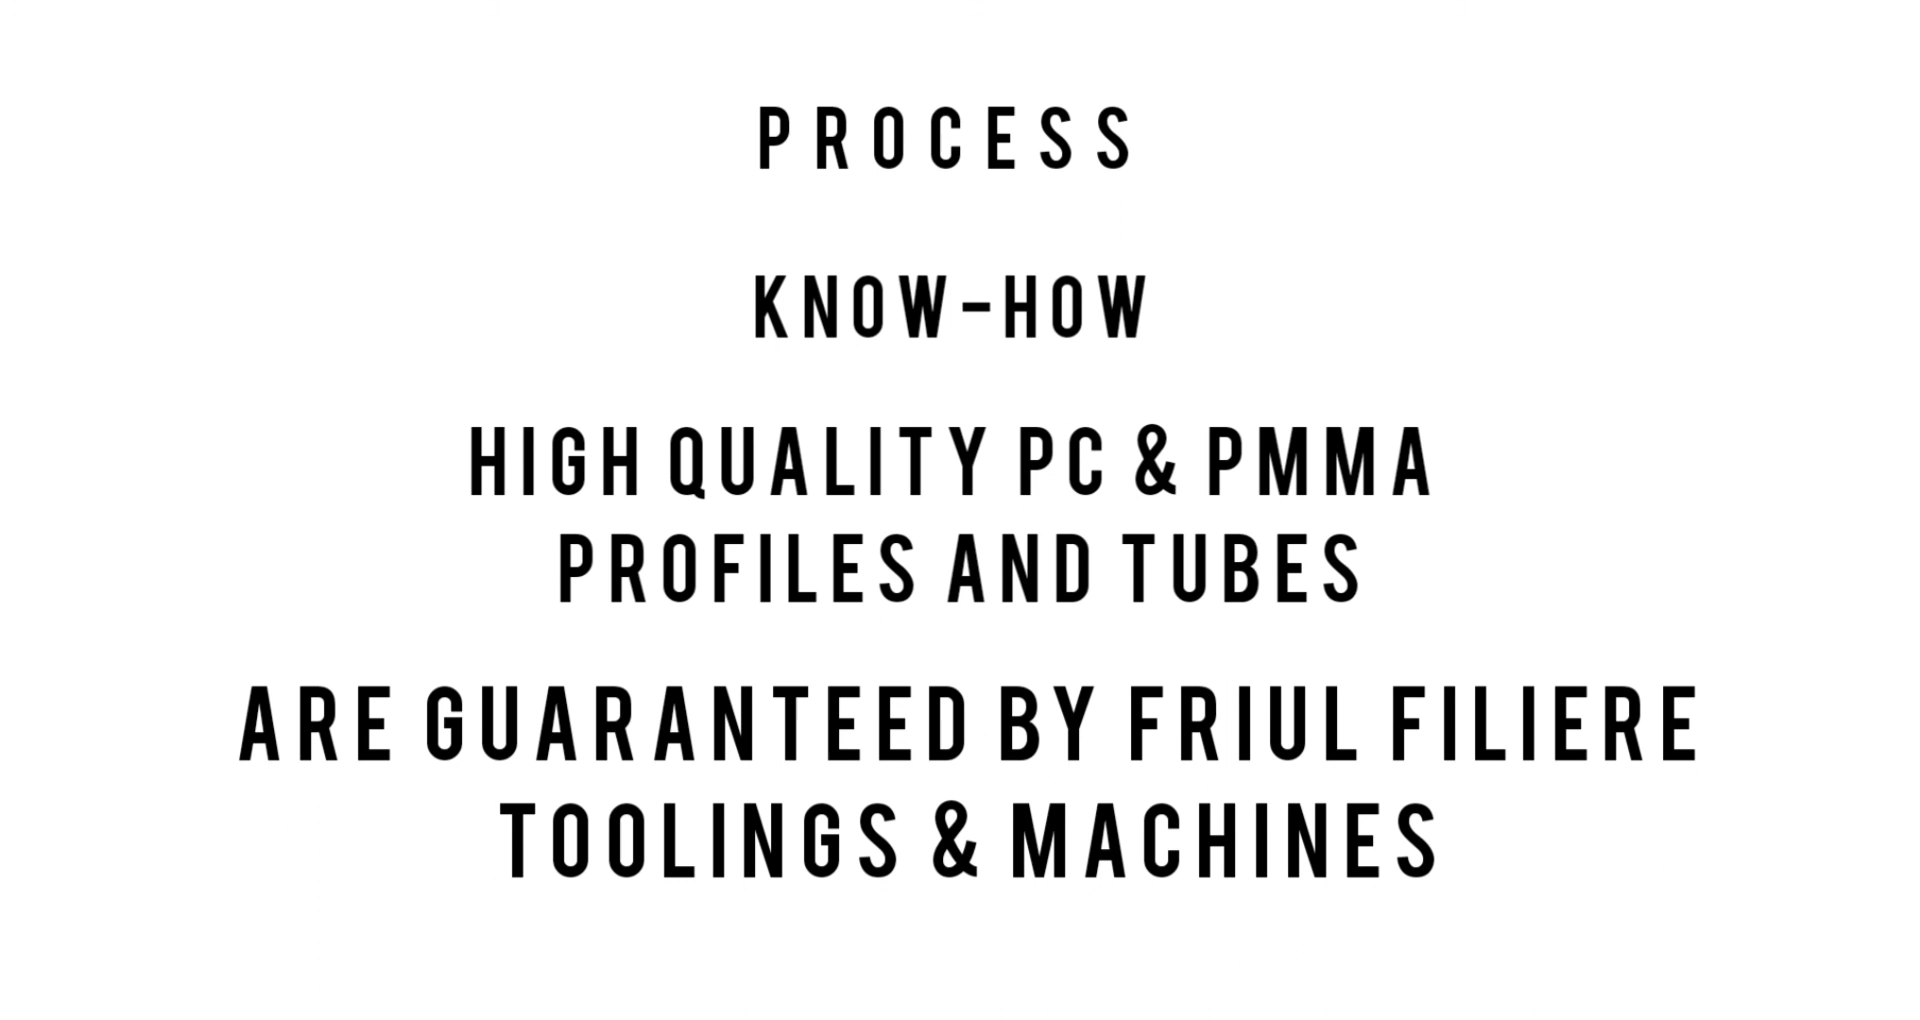 PROCESS
KNOW-HOW
HIGH QUALITY PC & PMMA
PROFILES AND TUBES
ARE GUARANTEED BY FRIUL FILIERE
TOOLINGS & MACHINES